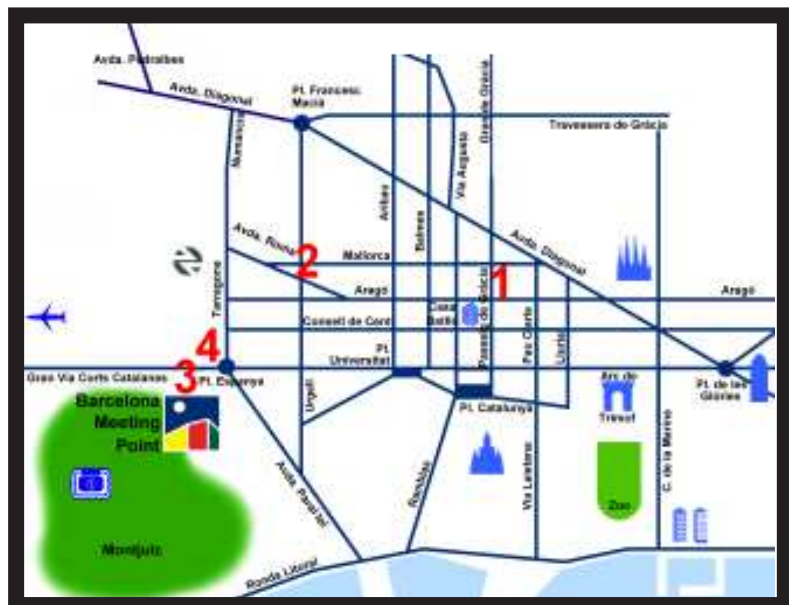 Avda. Pedralbes
Avda. Diagonal
Pl. Francesc
Macià
Gran de Gràcia
Travessera de Gràcia
Numancia
Via Augusta
Aribau
Balmes
Avda. Roma
2
Mallorca
Avda. Diagonal
1
Aragó
Aragó
Tarragona
Casa
Batlló
Passeig de Gràcia
Consell de Cent
Pau Claris
Lluria
4
Pl.
Universitat
3
Gran Via Corts Catalanes
Pl. Espanya
Urgell
Arc de
Triomf
Pl. de les
Glòries
Barcelona
Meeting
Point
Pl. Catalunya
C. de la Marina
Avda. Paral·lel
Ramblas
Via Laietana
Zoo
Montjuïc
Ronda Litoral